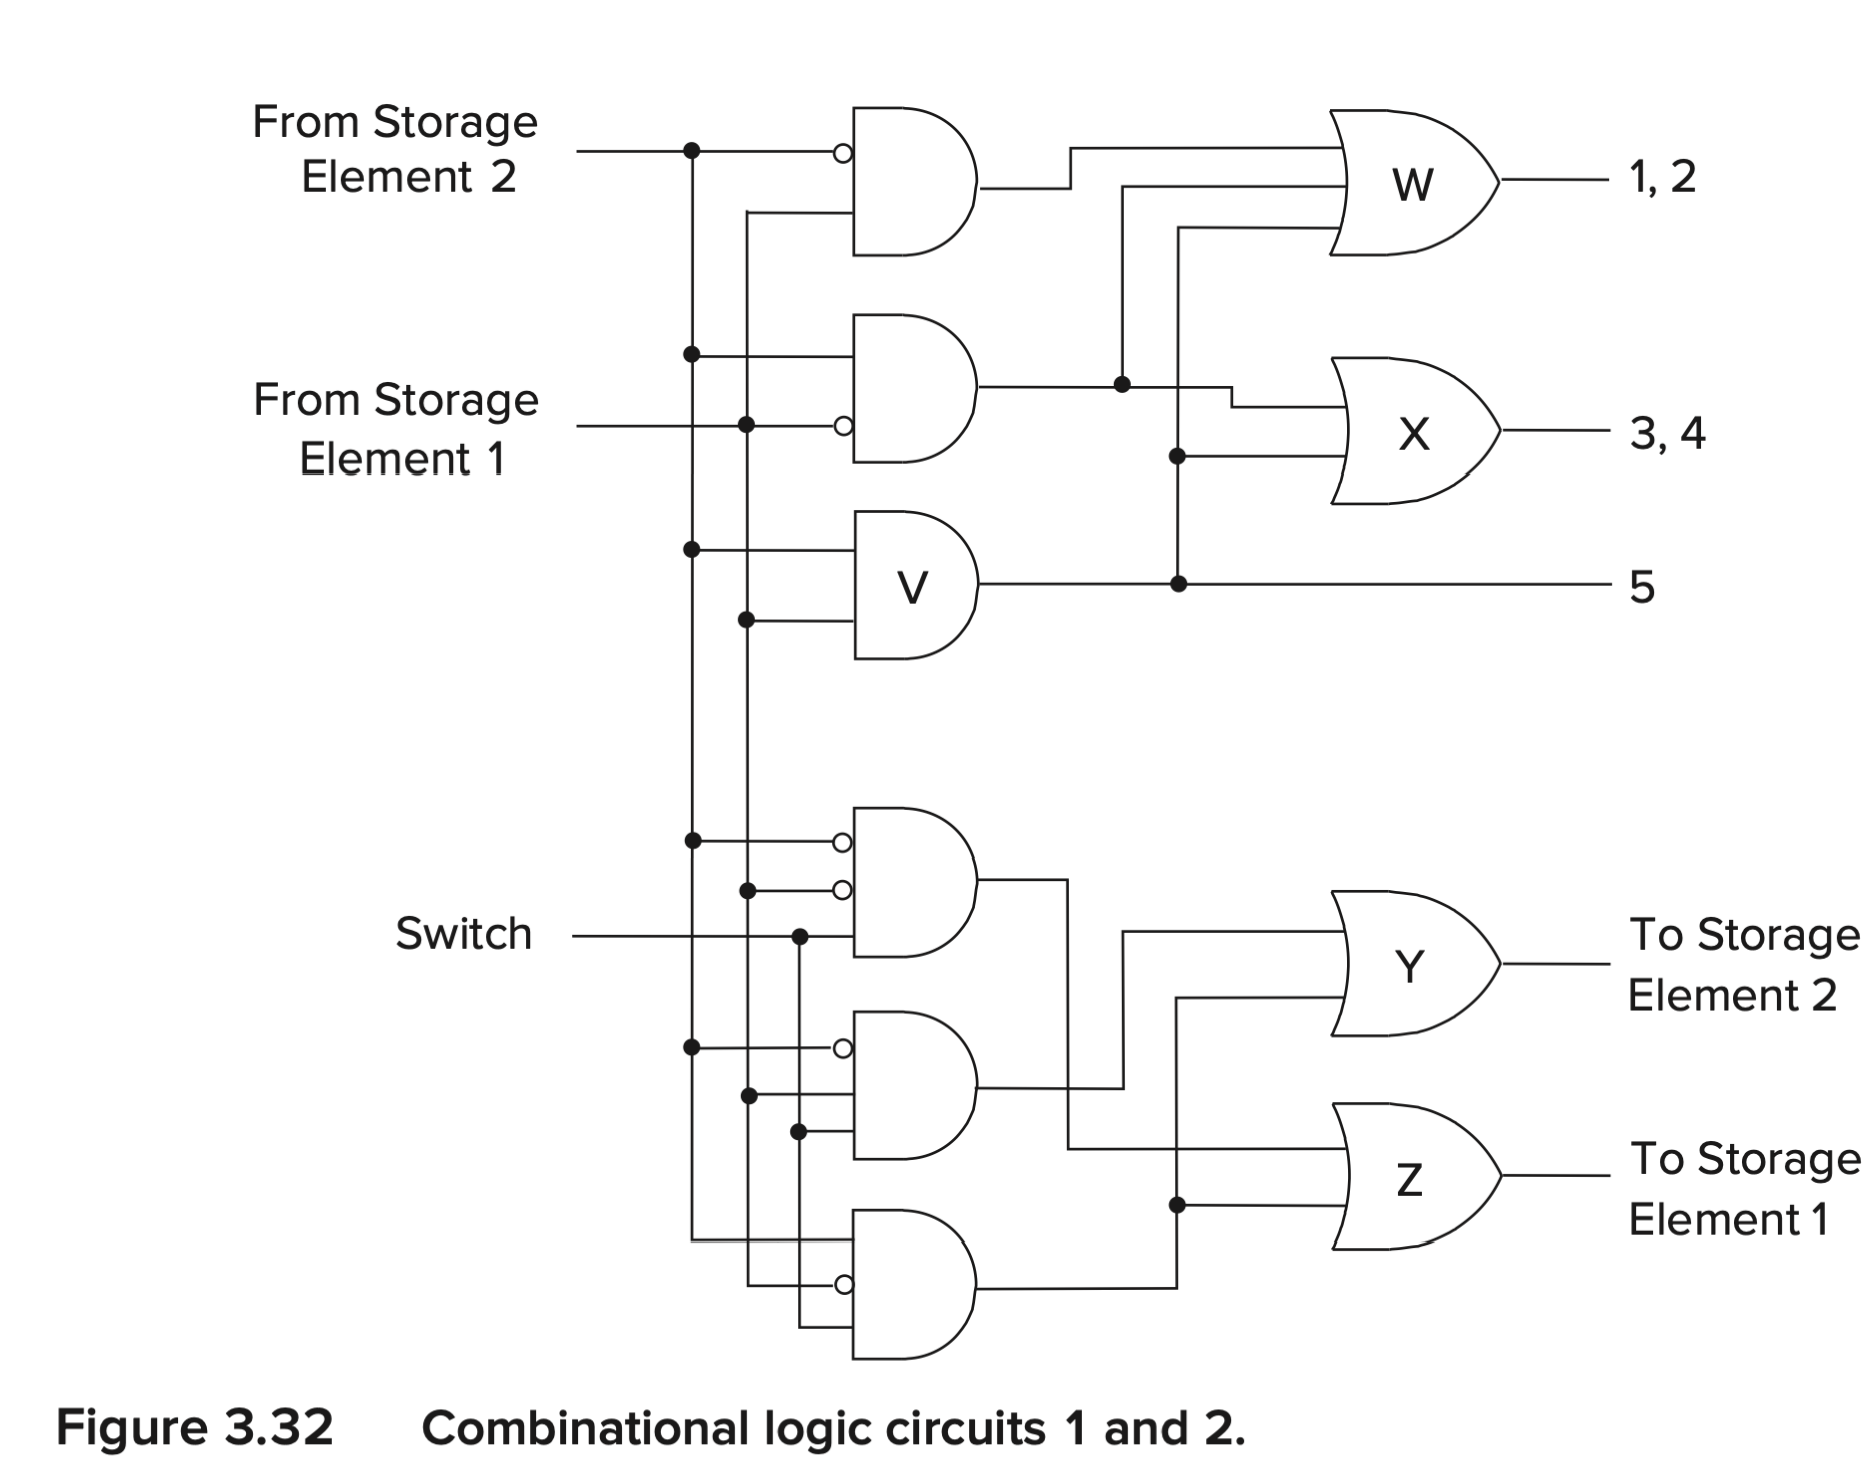 From Storage
Element 2
W
1, 2
From Storage
Element 1
X
3, 4
V
5
Switch
Y
To Storage
Element 2
Z
To Storage
Element 1
Figure 3.32 Combinational logic circuits 1 and 2.